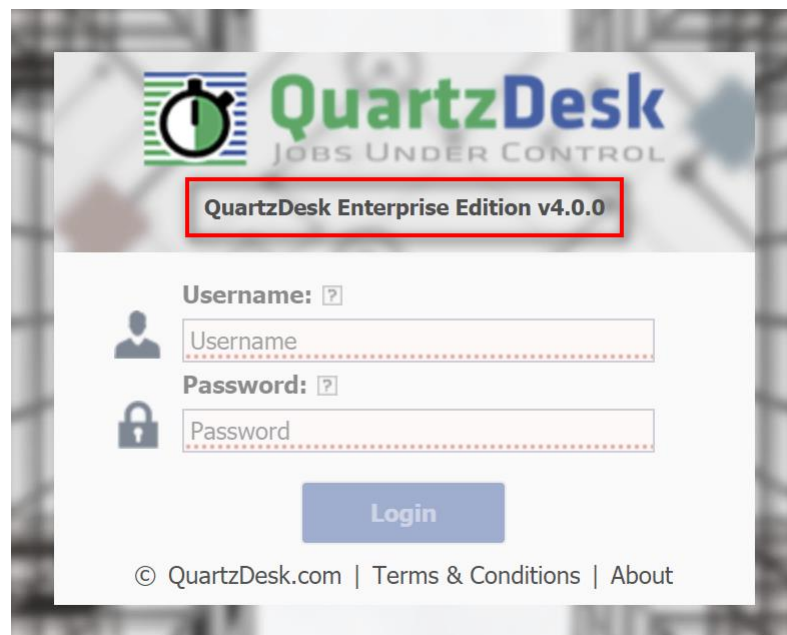 QuartzDesk
JOBS UNDER CONTROL
QuartzDesk Enterprise Edition v4.0.0
Username: ?
Username
Password: ?
Password
Login
© QuartzDesk.com | Terms & Conditions | About